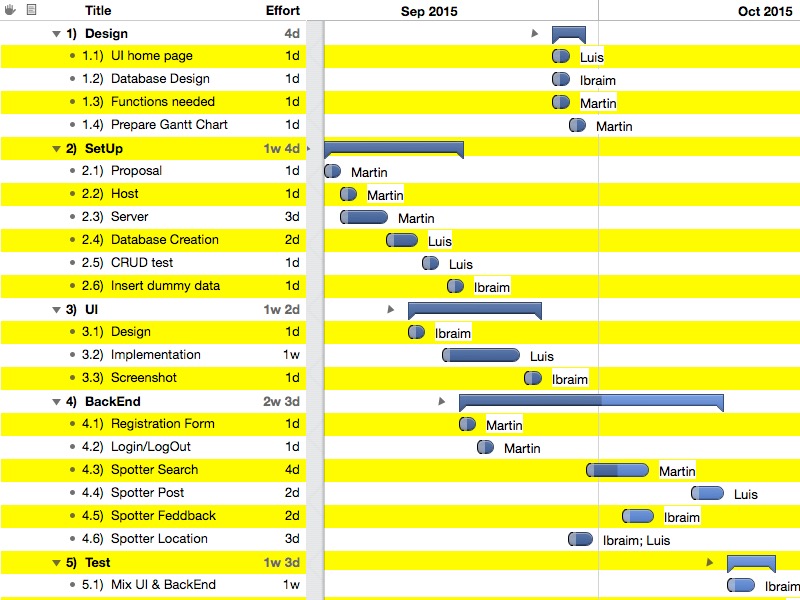 Title Effort Sep 2015 Oct 2015
1) Design 4d
1.1) UI home page 1d Luis
1.2) Database Design 1d Ibraim
1.3) Functions needed 1d Martin
1.4) Prepare Gantt Chart 1d Martin
2) SetUp 1w 4d
2.1) Proposal 1d Martin
2.2) Host 1d Martin
2.3) Server 3d Martin
2.4) Database Creation 2d Luis
2.5) CRUD test 1d Luis
2.6) Insert dummy data 1d Ibraim
3) UI 1w 2d
3.1) Design 1d Ibraim
3.2) Implementation 1w Luis
3.3) Screenshot 1d Ibraim
4) BackEnd 2w 3d
4.1) Registration Form 1d Martin
4.2) Login/LogOut 1d Martin
4.3) Spotter Search 4d Martin
4.4) Spotter Post 2d Luis
4.5) Spotter Feddback 2d Ibraim
4.6) Spotter Location 3d Ibraim; Luis
5) Test 1w 3d
5.1) Mix UI & BackEnd 1w Ibraim